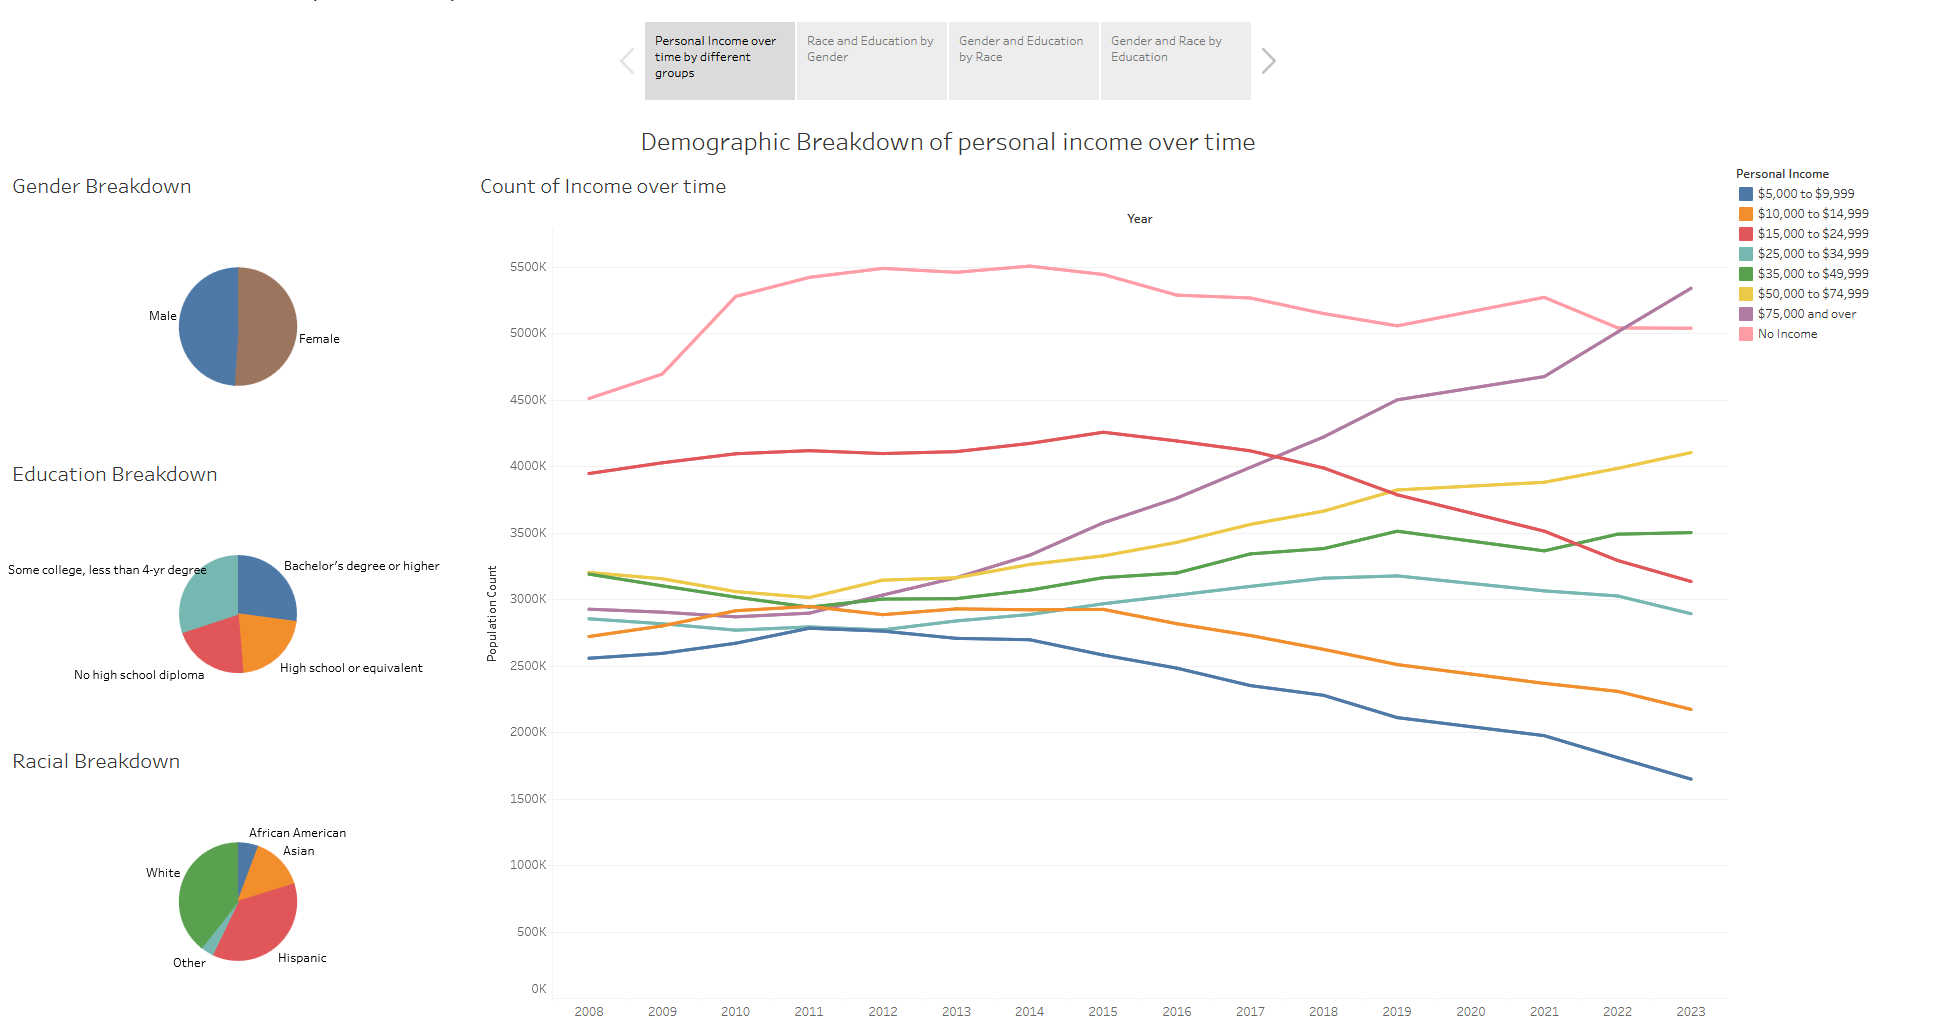 Personal Income over
time by different
groups
Race and Education by
Gender
Gender and Education
by Race
Gender and Race by
Education
Demographic Breakdown of personal income over time
Gender Breakdown
Male
Female
Education Breakdown
Some college, less than 4-yr degree
Bachelor's degree or higher
No high school diploma
High school or equivalent
Racial Breakdown
African American
Asian
White
Other
Hispanic
Count of Income over time
Year
Population Count
5500K
5000K
4500K
4000K
3500K
3000K
2500K
2000K
1500K
1000K
500K
0K
2008
2009
2010
2011
2012
2013
2014
2015
2016
2017
2018
2019
2020
2021
2022
2023
Personal Income
$5,000 to $9,999
$10,000 to $14,999
$15,000 to $24,999
$25,000 to $34,999
$35,000 to $49,999
$50,000 to $74,999
$75,000 and over
No Income